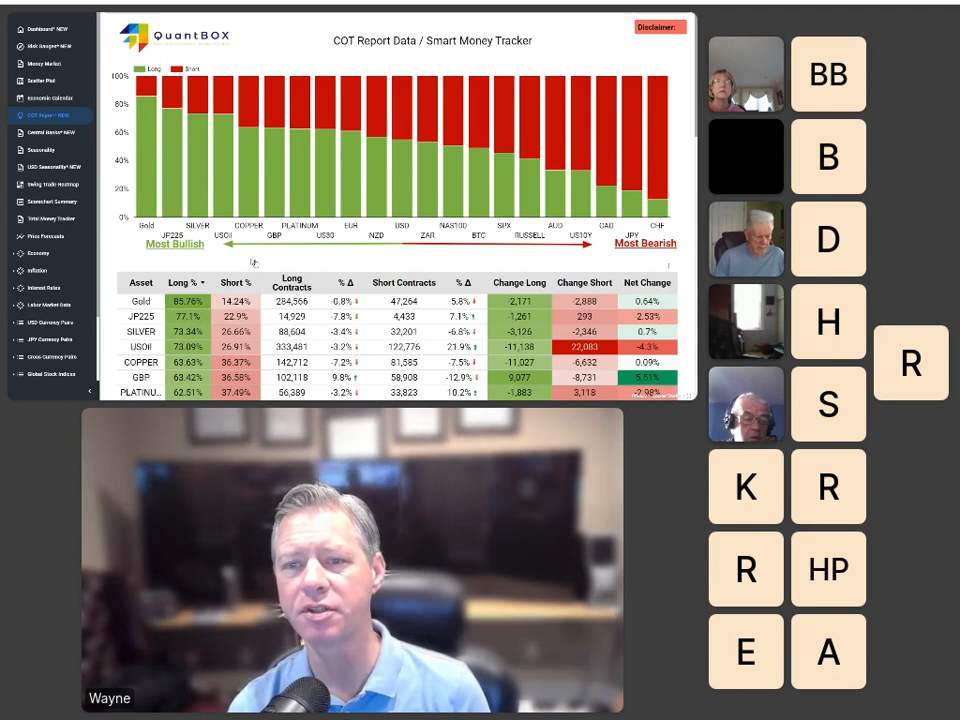 Dashboard* NEW
Risk Gauges* NEW
Money Market
Scatter Plot
Economic Calendar
COT Report* NEW
Central Banks* NEW
Seasonality
USD Seasonality* NEW
Swing Trade Heatmap
Scorechart Summary
Total Money Tracker
Price Forecasts
Economy
Inflation
Interest Rates
Labor Market Data
USD Currency Pairs
JPY Currency Pairs
Cross Currency Pairs
Global Stock Indices
QuantBOX
COT Report Data / Smart Money Tracker
Disclaimer:
Long Short
100%
80%
60%
40%
20%
0%
Gold SILVER COPPER PLATINUM EUR USD NAS100 SPX AUD CAD CHF
JP225 USOil GBP US30 NZD ZAR BTC RUSSELL US10Y JPY
Most Bullish Most Bearish
Asset Long % Short % Long Contracts % Δ Short Contracts % Δ Change Long Change Short Net Change
Gold 85.76% 14.24% 284,566 -0.8% 47,264 -5.8% -2,171 -2,888 0.64%
JP225 77.1% 22.9% 14,929 -7.8% 4,433 7.1% -1,261 293 -2.53%
SILVER 73.34% 26.66% 88,604 -3.4% 32,201 -6.8% -3,126 -2,346 0.7%
USOil 73.09% 26.91% 333,481 -3.2% 122,776 21.9% -11,138 22,083 -4.3%
COPPER 63.63% 36.37% 142,712 -7.2% 81,585 -7.5% -11,027 -6,632 0.09%
GBP 63.42% 36.58% 102,118 9.8% 58,908 -12.9% 9,077 -8,731 5.51%
PLATINU... 62.51% 37.49% 56,389 -3.2% 33,823 10.2% -1,883 3,118 -2.98%
BB
B
D
H
R
S
K R
R HP
E A
Wayne